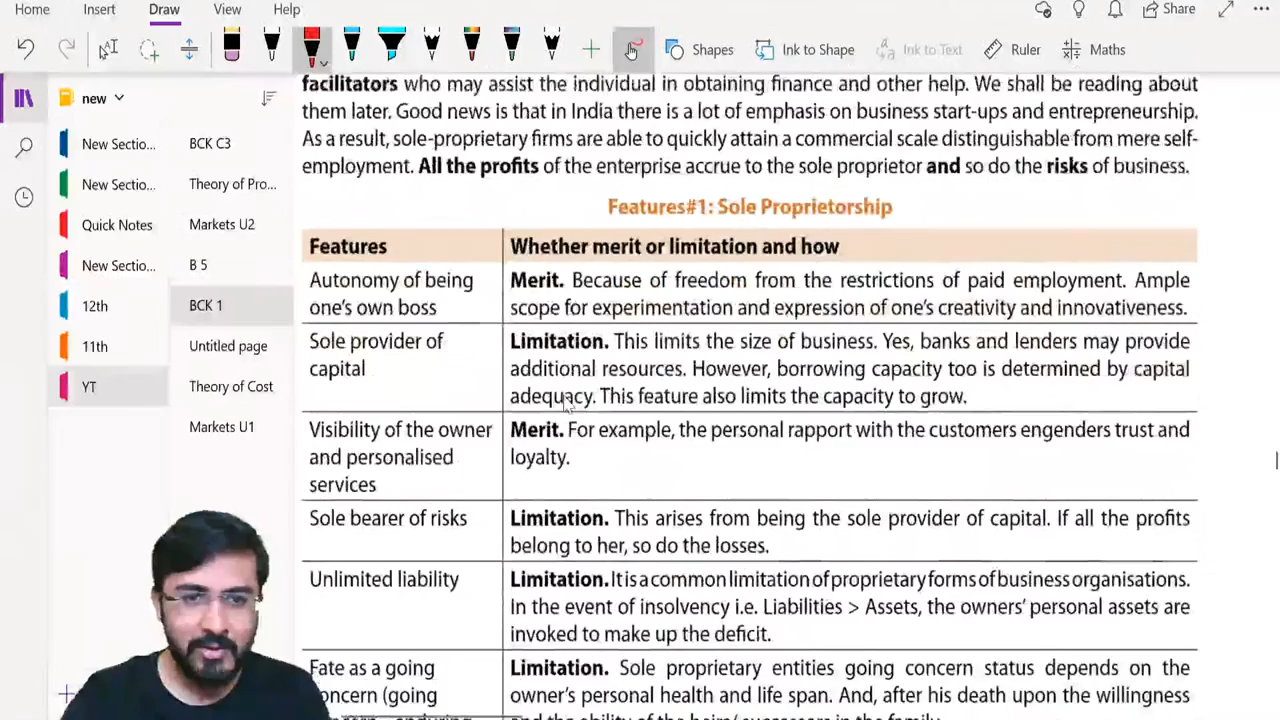 Home Insert Draw View Help Share
Shapes Ink to Shape Ink to Text Ruler Maths
new
New Sectio... BCK C3
New Sectio... Theory of Pro...
Quick Notes Markets U2
New Sectio... B 5
12th BCK 1
11th Untitled page
YT Theory of Cost
Markets U1
facilitators who may assist the individual in obtaining finance and other help. We shall be reading about
them later. Good news is that in India there is a lot of emphasis on business start-ups and entrepreneurship.
As a result, sole-proprietary firms are able to quickly attain a commercial scale distinguishable from mere self-
employment. All the profits of the enterprise accrue to the sole proprietor and so do the risks of business.
Features#1: Sole Proprietorship
Features Whether merit or limitation and how
Autonomy of being Merit. Because of freedom from the restrictions of paid employment. Ample
one's own boss scope for experimentation and expression of one's creativity and innovativeness.
Sole provider of Limitation. This limits the size of business. Yes, banks and lenders may provide
capital additional resources. However, borrowing capacity too is determined by capital
adequacy. This feature also limits the capacity to grow.
Visibility of the owner Merit. For example, the personal rapport with the customers engenders trust and
and personalised loyalty.
services
Sole bearer of risks Limitation. This arises from being the sole provider of capital. If all the profits
belong to her, so do the losses.
Unlimited liability Limitation. It is a common limitation of proprietary forms of business organisations.
In the event of insolvency i.e. Liabilities > Assets, the owners' personal assets are
invoked to make up the deficit.
Fate as a going Limitation. Sole proprietary entities going concern status depends on the
concern (going owner's personal health and life span. And, after his death upon the willingness
and the ability of the heirs/ successors in the family.